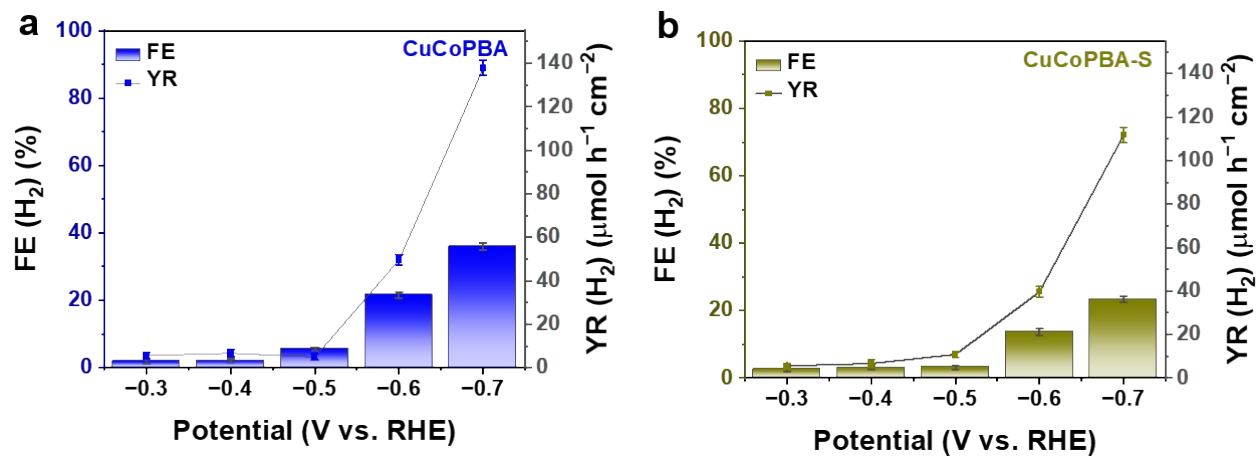 a
CuCoPBA
FE
YR
100
80
60
40
20
0
FE (H₂) (%)
140
120
100
80
60
40
20
0
YR (H₂) (μmol h⁻¹ cm⁻²)
−0.3 −0.4 −0.5 −0.6 −0.7
Potential (V vs. RHE)
b
CuCoPBA-S
FE
YR
100
80
60
40
20
0
FE (H₂) (%)
140
120
100
80
60
40
20
0
YR (H₂) (μmol h⁻¹ cm⁻²)
−0.3 −0.4 −0.5 −0.6 −0.7
Potential (V vs. RHE)